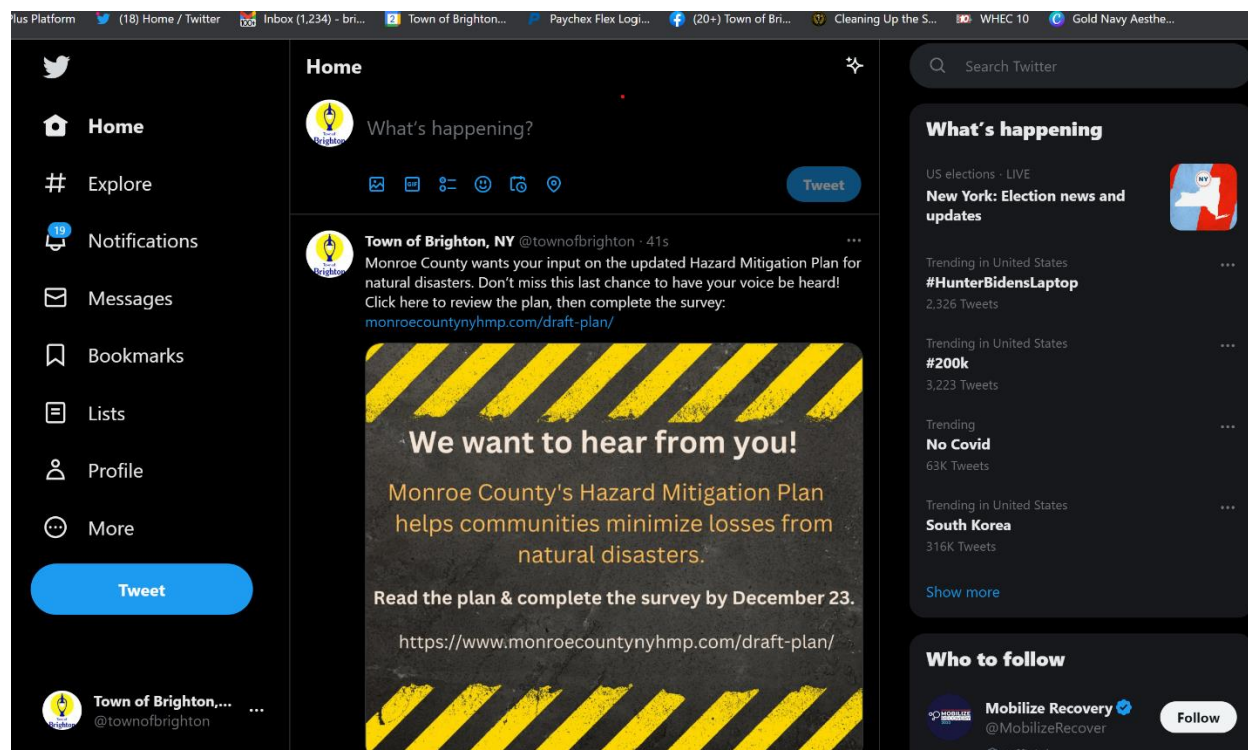 Plus Platform
(18) Home / Twitter
Inbox (1,234) - bri...
2 Town of Brighton...
Paychex Flex Logi...
(20+) Town of Bri...
Cleaning Up the S...
WHEC 10
Gold Navy Aesthe...
Home
Explore
19
Notifications
Messages
Bookmarks
Lists
Profile
More
Tweet
Town of Brighton,... ...
@townofbrighton
Home
What's happening?
GIF
Tweet
Town of Brighton, NY @townofbrighton · 41s ...
Monroe County wants your input on the updated Hazard Mitigation Plan for
natural disasters. Don't miss this last chance to have your voice be heard!
Click here to review the plan, then complete the survey:
monroecountynyhmp.com/draft-plan/
We want to hear from you!
Monroe County's Hazard Mitigation Plan
helps communities minimize losses from
natural disasters.
Read the plan & complete the survey by December 23.
https://www.monroecountynyhmp.com/draft-plan/
Search Twitter
What's happening
US elections · LIVE
New York: Election news and
updates
NY
Trending in United States ...
#HunterBidensLaptop
2,326 Tweets
Trending in United States ...
#200k
3,223 Tweets
Trending ...
No Covid
63K Tweets
Trending in United States ...
South Korea
316K Tweets
Show more
Who to follow
MOBILIZE
RECOVERY
Mobilize Recovery
@MobilizeRecover
Follow